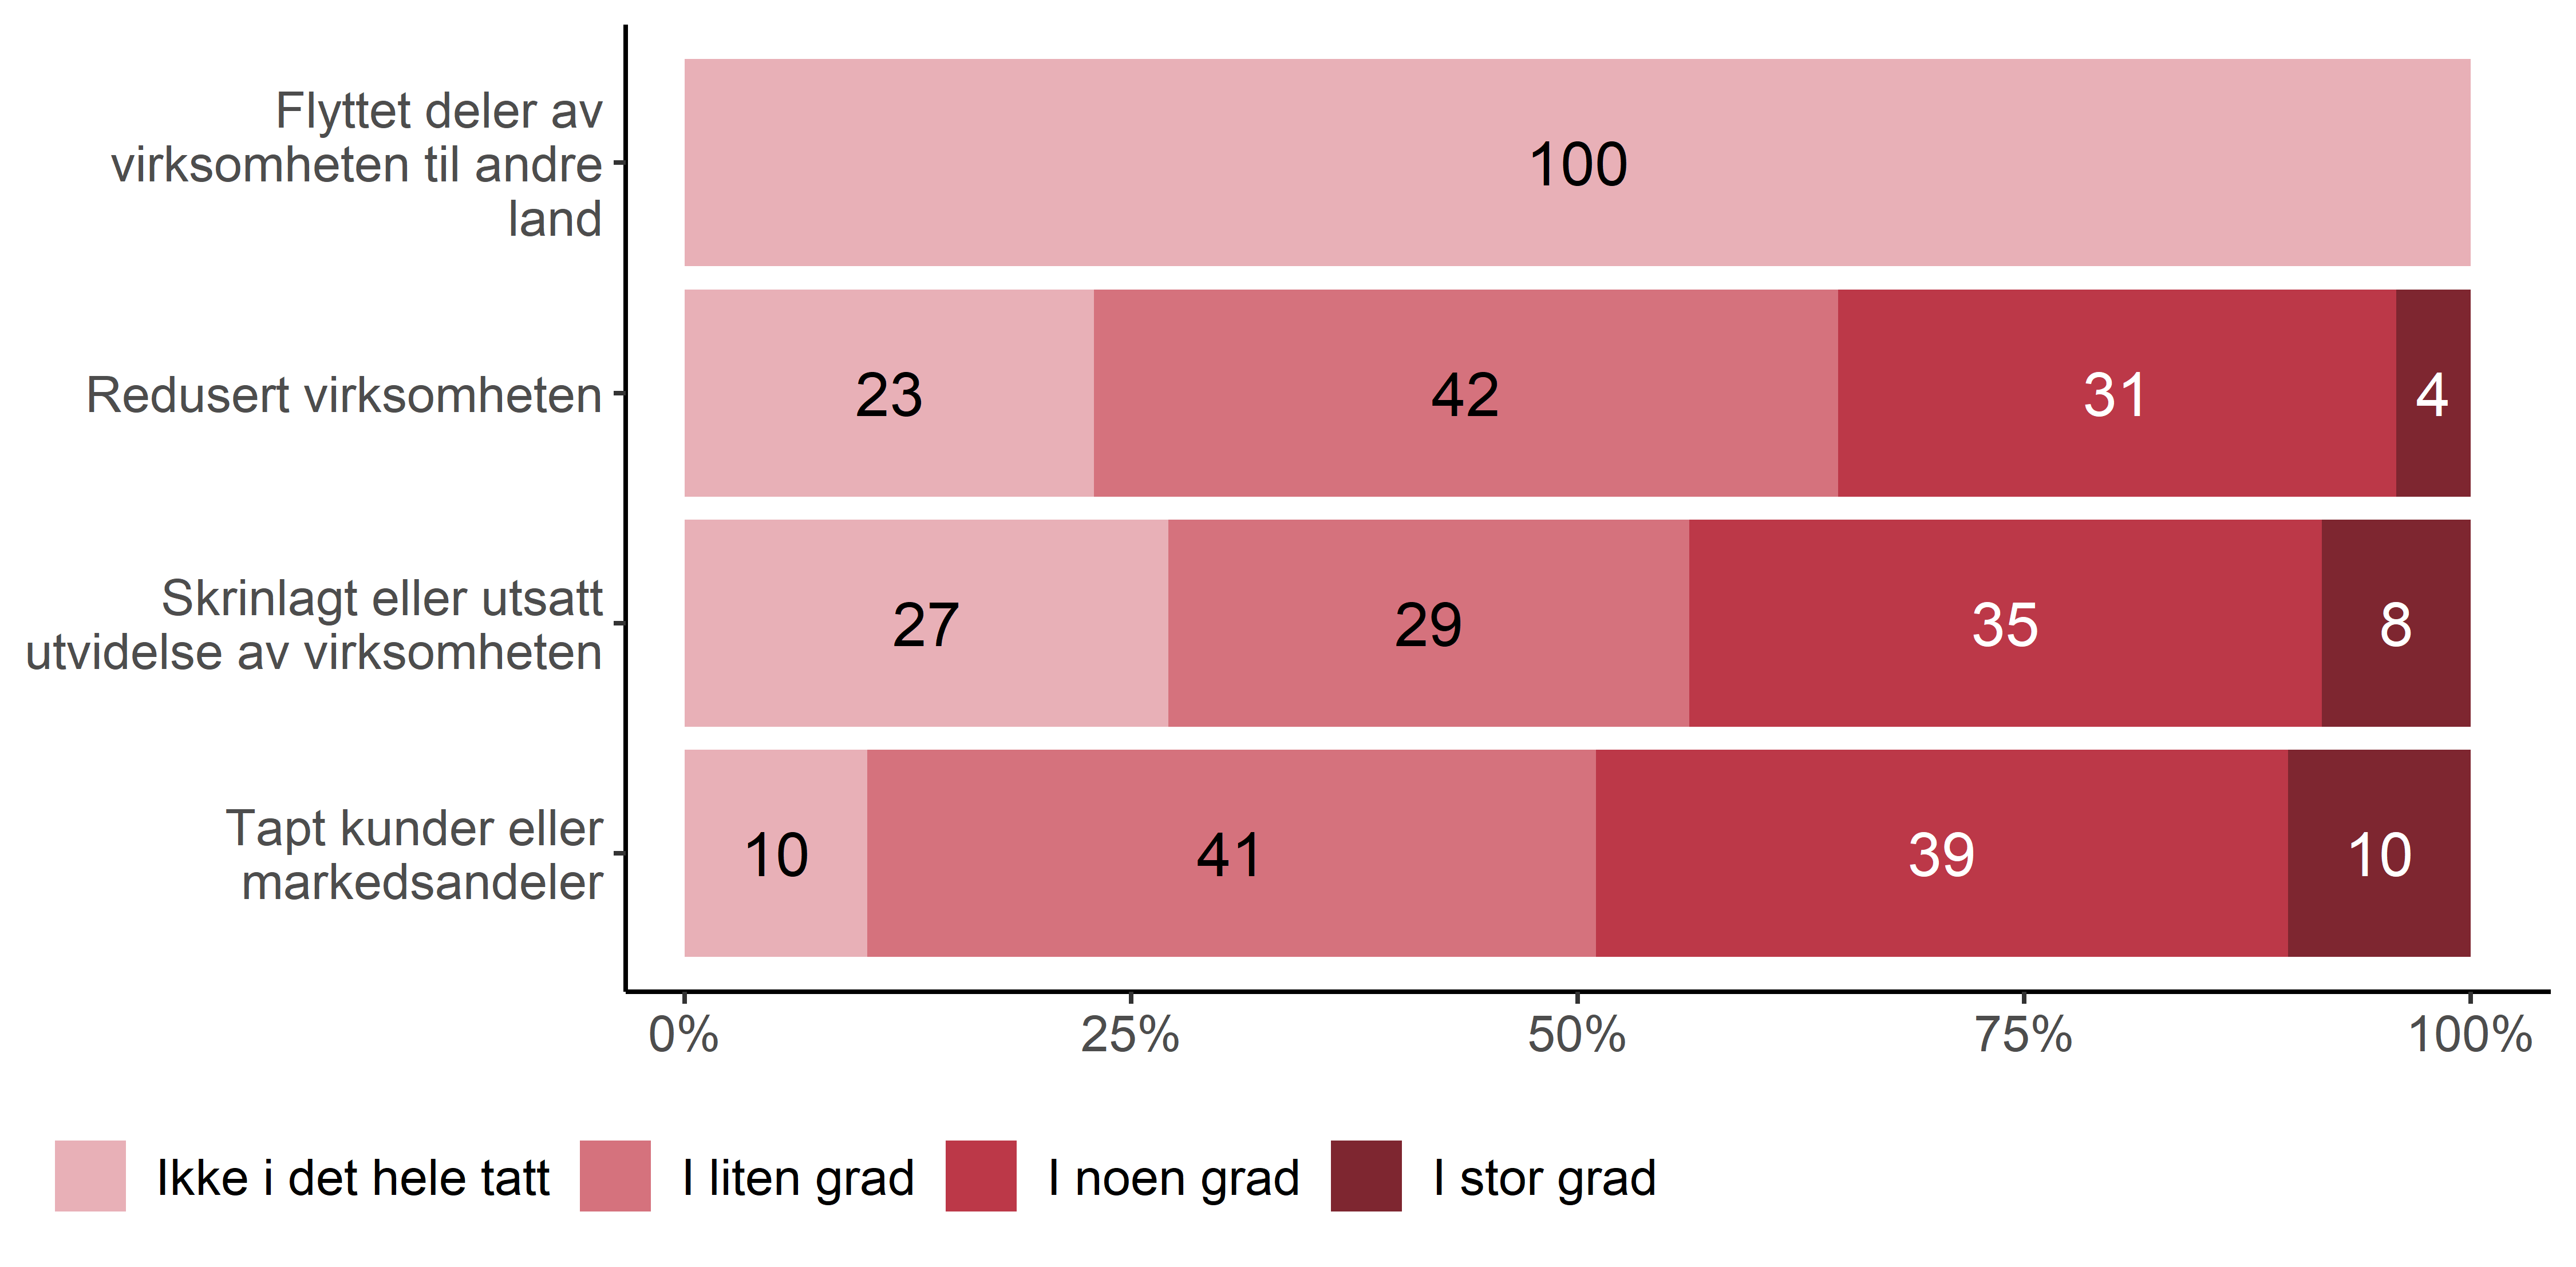 Flyttet deler av
virksomheten til andre
land
100
Redusert virksomheten
23 42 31 4
Skrinlagt eller utsatt
utvidelse av virksomheten
27 29 35 8
Tapt kunder eller
markedsandeler
10 41 39 10
0% 25% 50% 75% 100%
Ikke i det hele tatt I liten grad I noen grad I stor grad